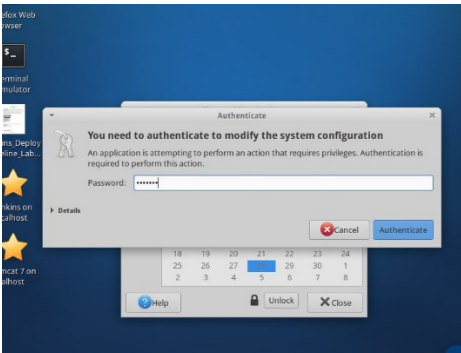 efox Web
owser
$_
erminal
mulator
ns_Deploy
eline_Lab...
nkins on
calhost
mcat 7 on
alhost
Authenticate
You need to authenticate to modify the system configuration
An application is attempting to perform an action that requires privileges. Authentication is
required to perform this action.
Password: •••••••
Details
Cancel Authenticate
18 19 20 21 22 23 24
25 26 27 29 30 1
2 3 4 5 6 7 8
Help Unlock Close